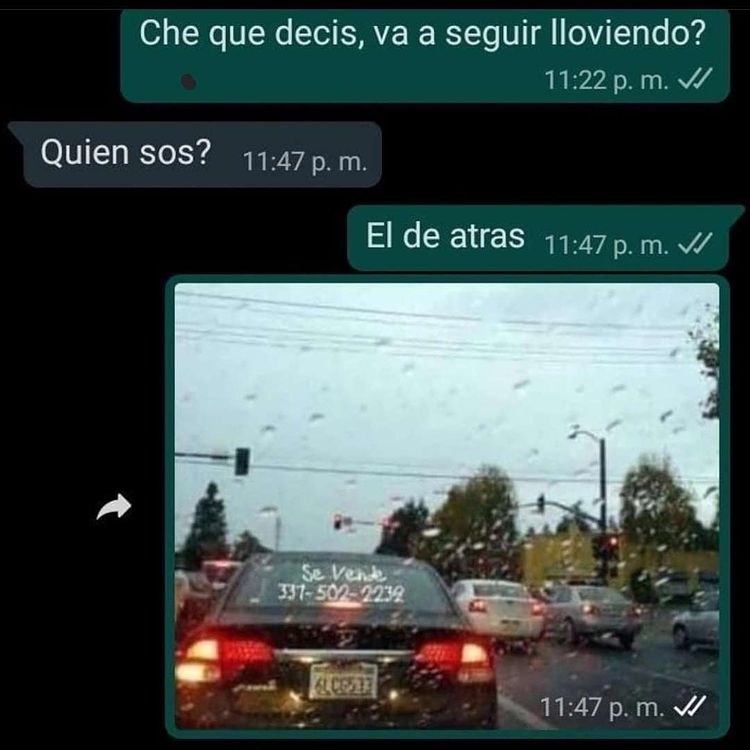 Che que decis, va a seguir lloviendo?
11:22 p. m.
Quien sos? 11:47 p. m.
El de atras 11:47 p. m.
Se Vende
337-502-2239
11:47 p. m.